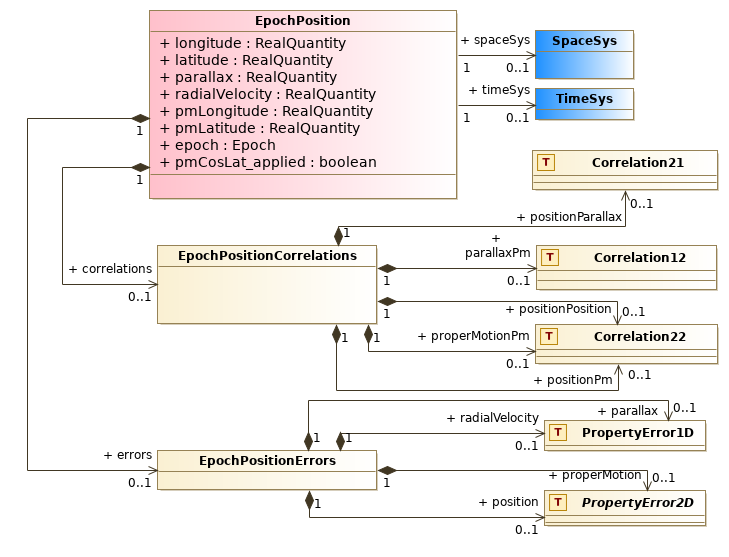 EpochPosition
+ longitude : RealQuantity
+ latitude : RealQuantity
+ parallax : RealQuantity
+ radialVelocity : RealQuantity
+ pmLongitude : RealQuantity
+ pmLatitude : RealQuantity
+ epoch : Epoch
+ pmCosLat_applied : boolean
+ spaceSys
1
0..1
SpaceSys
+ timeSys
1
0..1
TimeSys
1
1
T
Correlation21
0..1
+ positionParallax
1
EpochPositionCorrelations
+ correlations
0..1
+
parallaxPm
1
0..1
T
Correlation12
1
+ positionPosition
0..1
1
1
+ properMotionPm
0..1
T
Correlation22
+ positionPm
0..1
+ parallax
0..1
1
1
+ radialVelocity
0..1
T
PropertyError1D
+ errors
0..1
EpochPositionErrors
1
+ properMotion
0..1
1
+ position
0..1
T
PropertyError2D